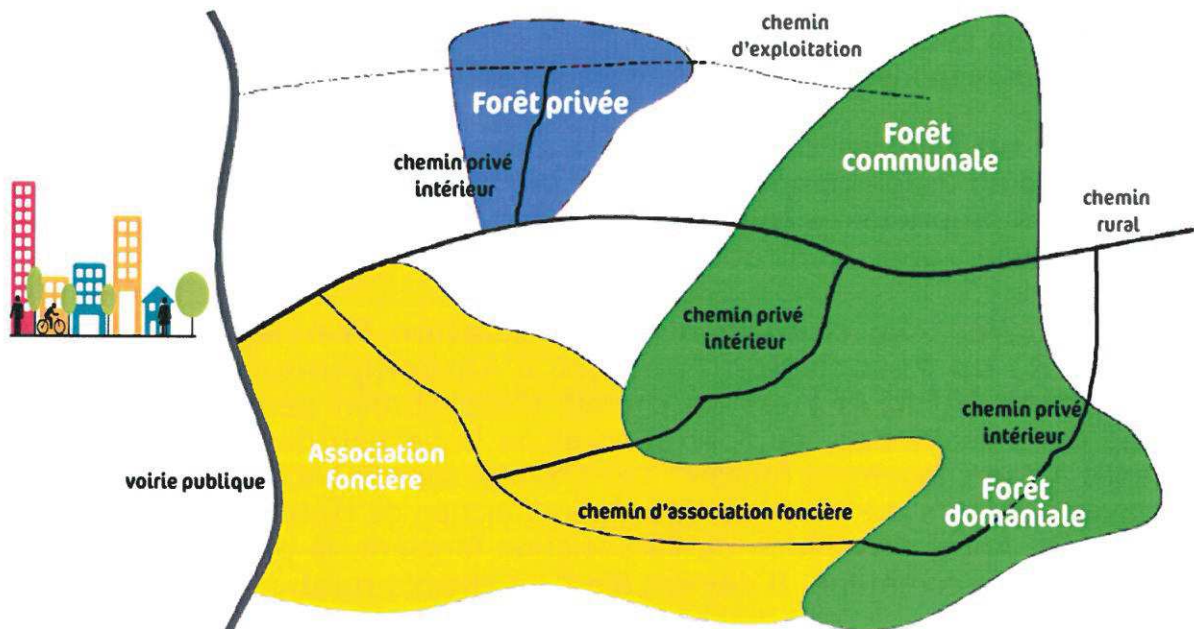 chemin
d'exploitation
Forêt privée
Forêt
communale
chemin privé
intérieur
chemin
rural
chemin privé
intérieur
chemin privé
intérieur
Association
foncière
voirie publique
chemin d'association foncière
Forêt
domaniale